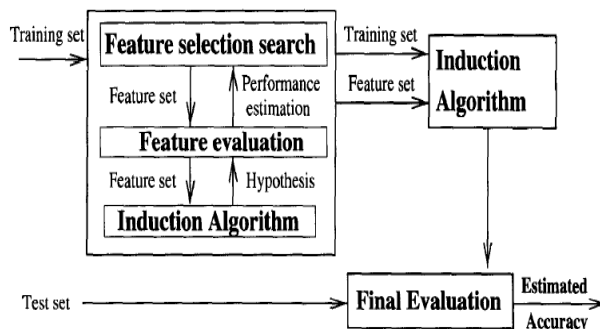 Training set
Feature selection search
Feature set
Performance
estimation
Feature evaluation
Feature set
Hypothesis
Induction Algorithm
Training set
Feature set
Induction
Algorithm
Test set
Final Evaluation
Estimated
Accuracy